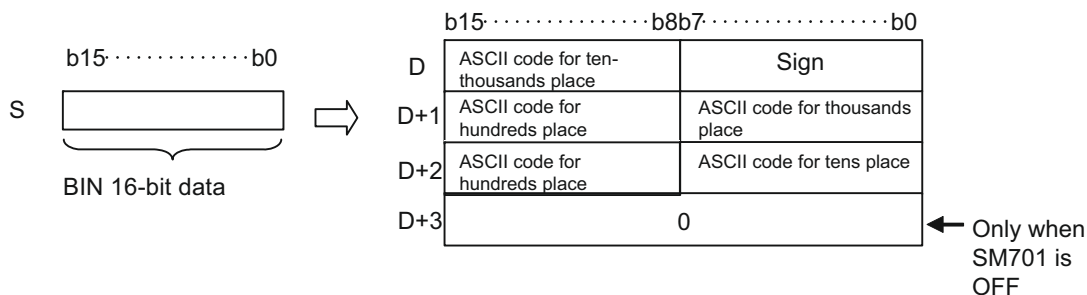 b15··············b8b7·················b0
b15·············b0
D
ASCII code for ten-
thousands place
Sign
S
D+1
ASCII code for
hundreds place
ASCII code for thousands
place
BIN 16-bit data
D+2
ASCII code for
hundreds place
ASCII code for tens place
D+3
0
Only when
SM701 is
OFF